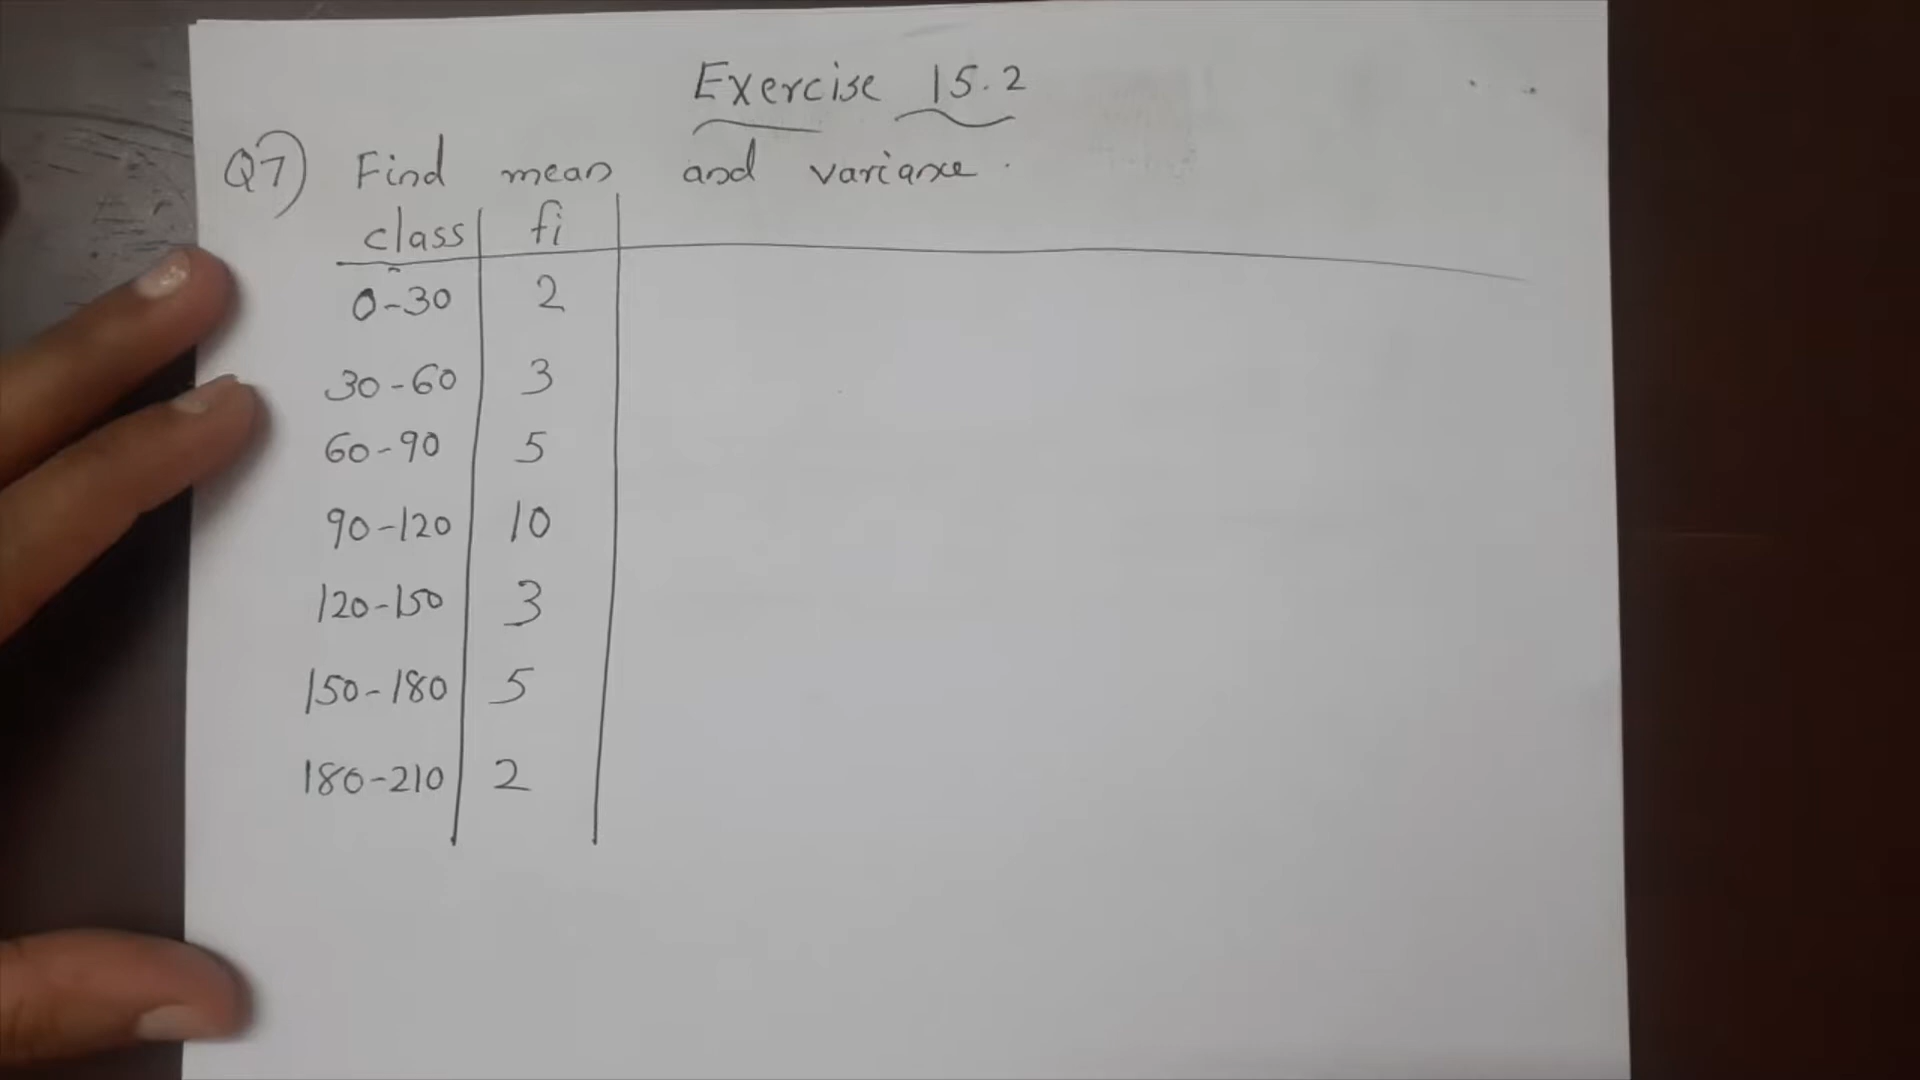 Exercise 15.2
Q7) Find mean and variance.
class fi
0-30 2
30-60 3
60-90 5
90-120 10
120-150 3
150-180 5
180-210 2